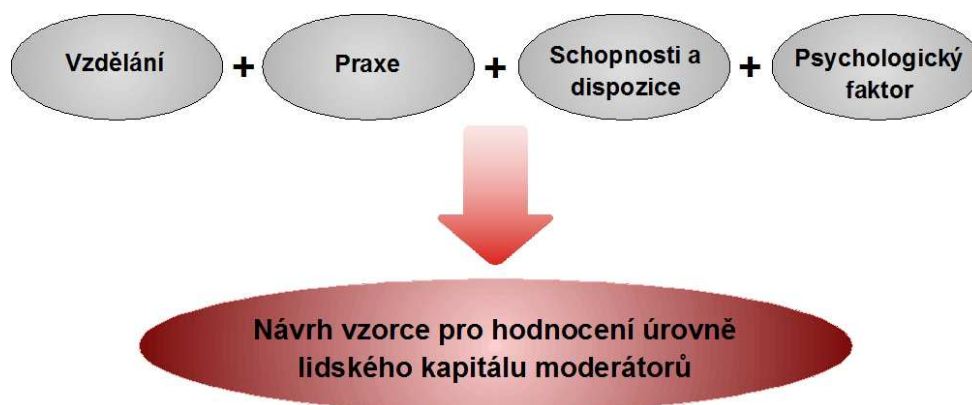 Vzdělání + Praxe + Schopnosti a dispozice + Psychologický faktor
Návrh vzorce pro hodnocení úrovně
lidského kapitálu moderátorů